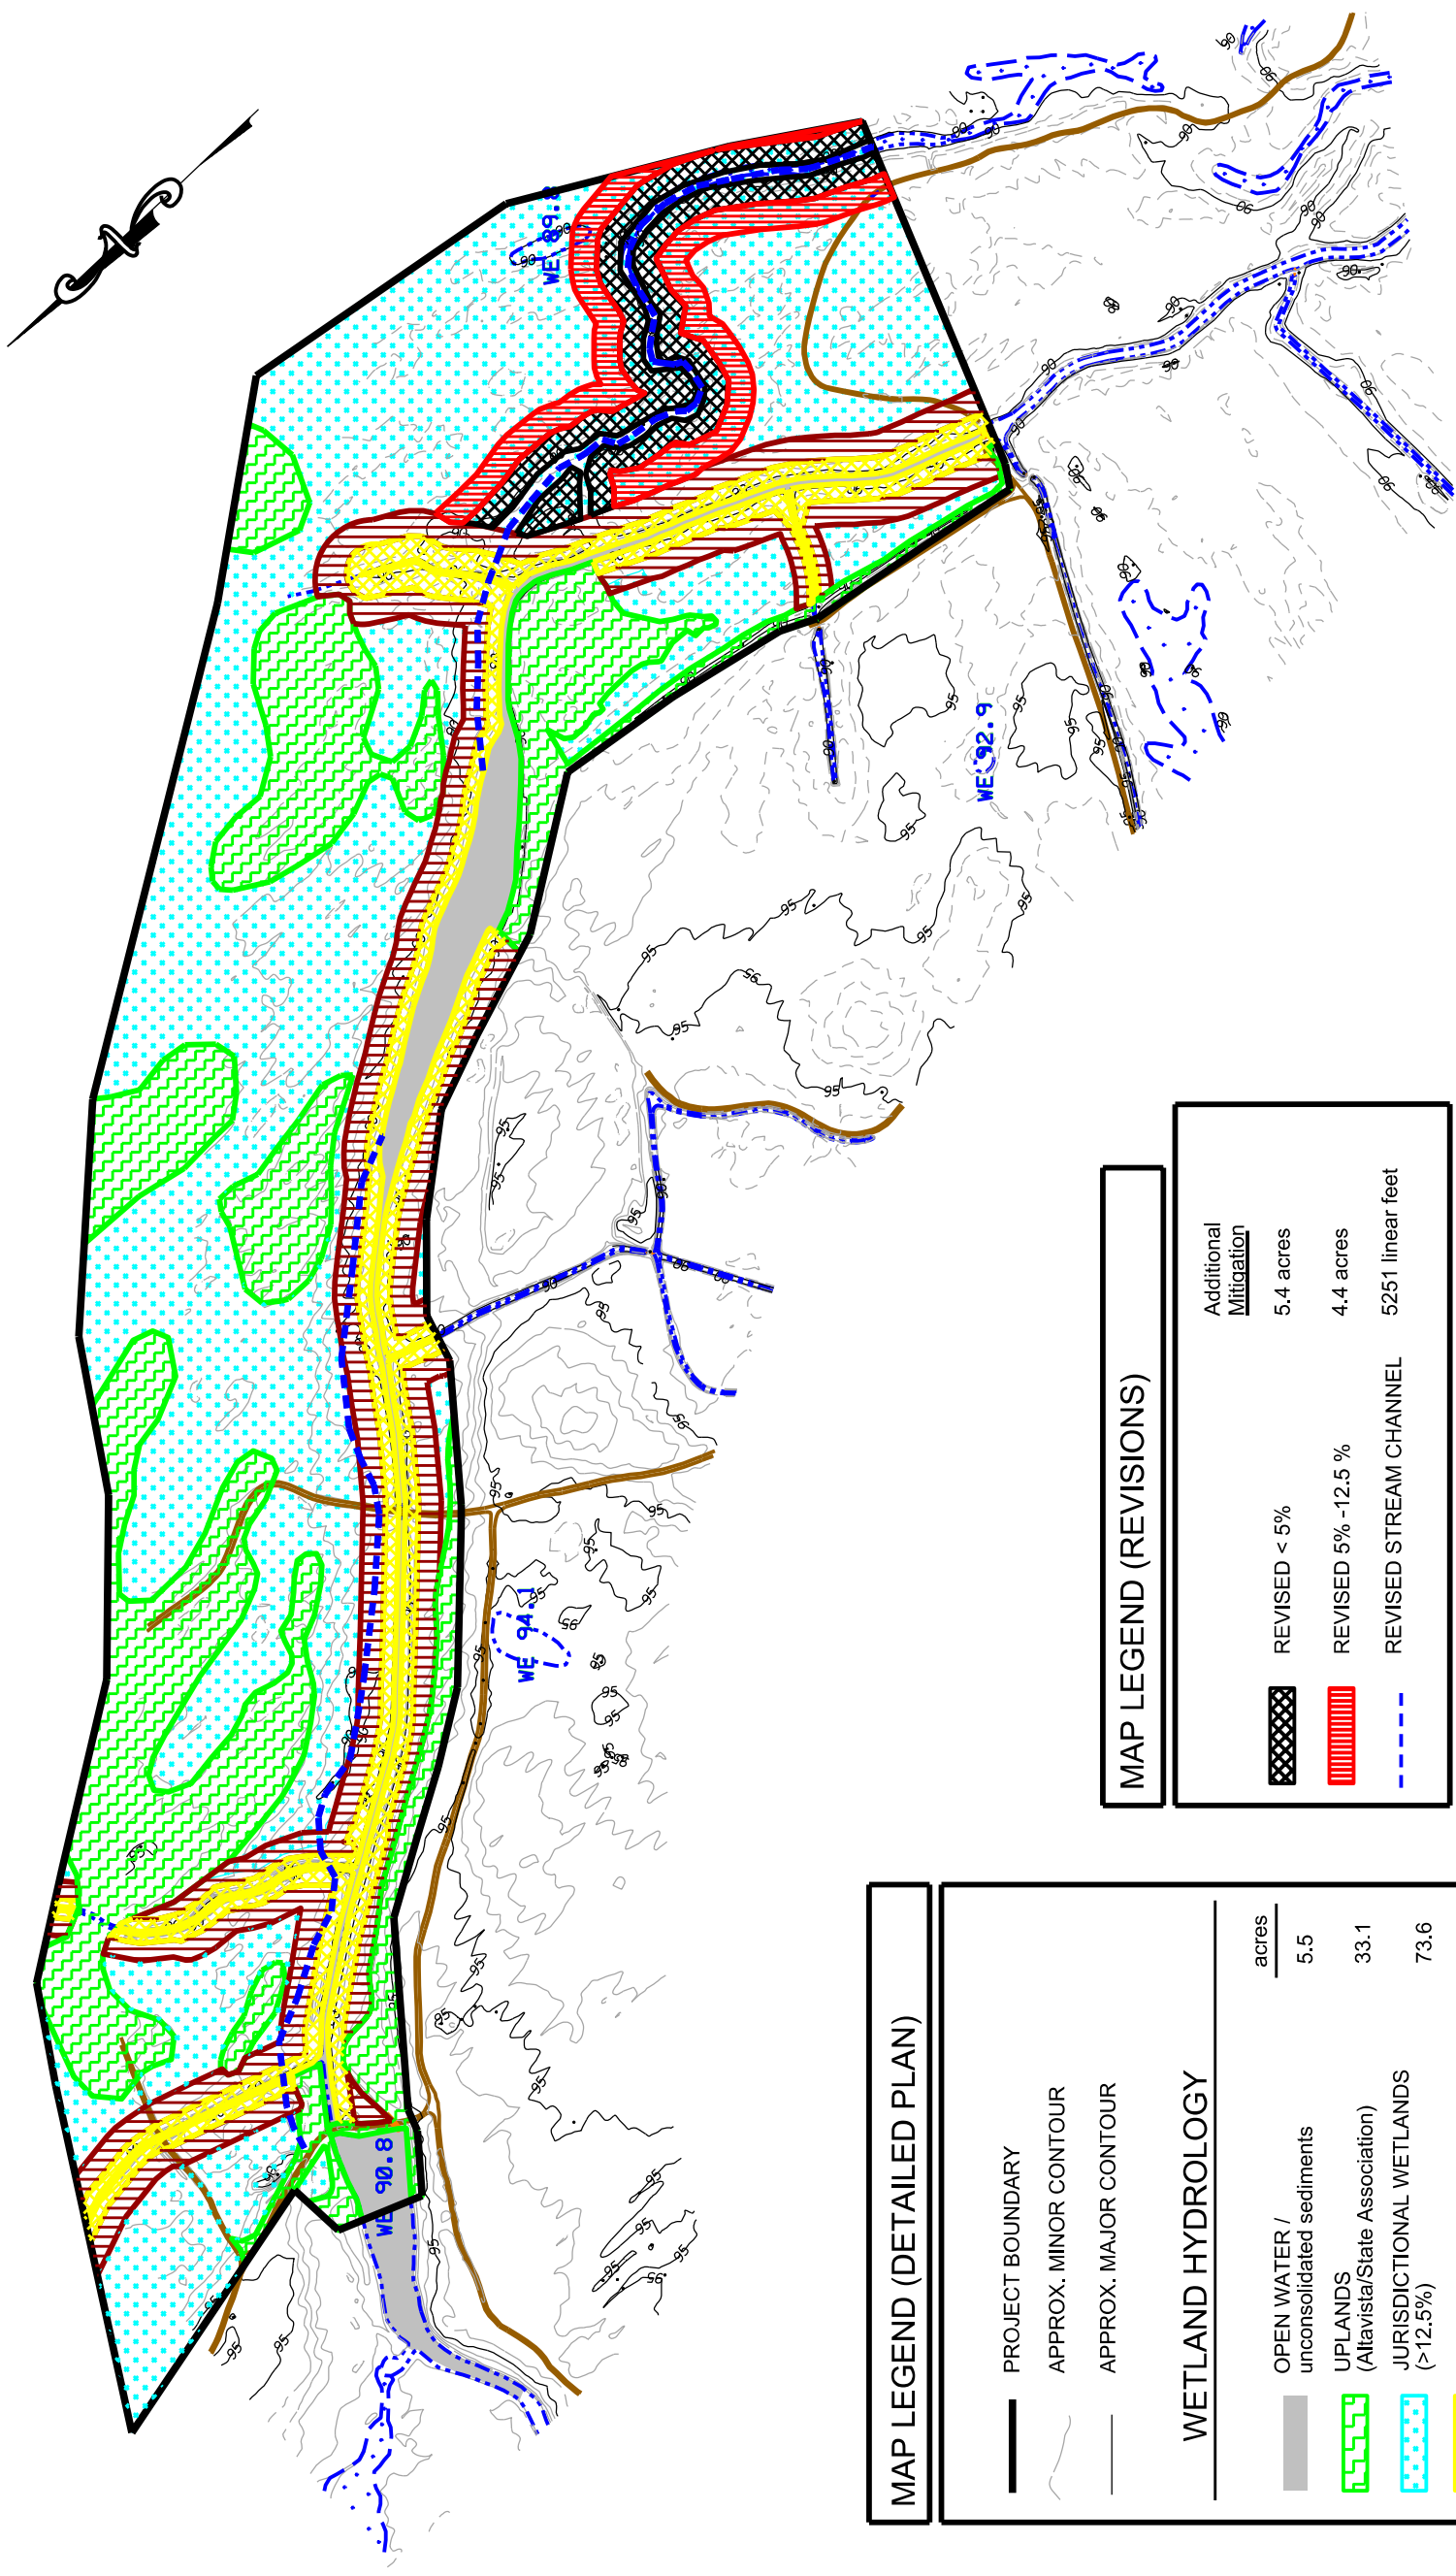 WE 89.8
WE 92.9
WE 94.1
WE 90.8
MAP LEGEND (REVISIONS)
Additional
Mitigation
REVISED < 5% 5.4 acres
REVISED 5% -12.5 % 4.4 acres
REVISED STREAM CHANNEL 5251 linear feet
MAP LEGEND (DETAILED PLAN)
PROJECT BOUNDARY
APPROX. MINOR CONTOUR
APPROX. MAJOR CONTOUR
WETLAND HYDROLOGY
acres
OPEN WATER / 5.5
unconsolidated sediments
UPLANDS 33.1
(Altavista/State Association)
JURISDICTIONAL WETLANDS 73.6
(>12.5%)